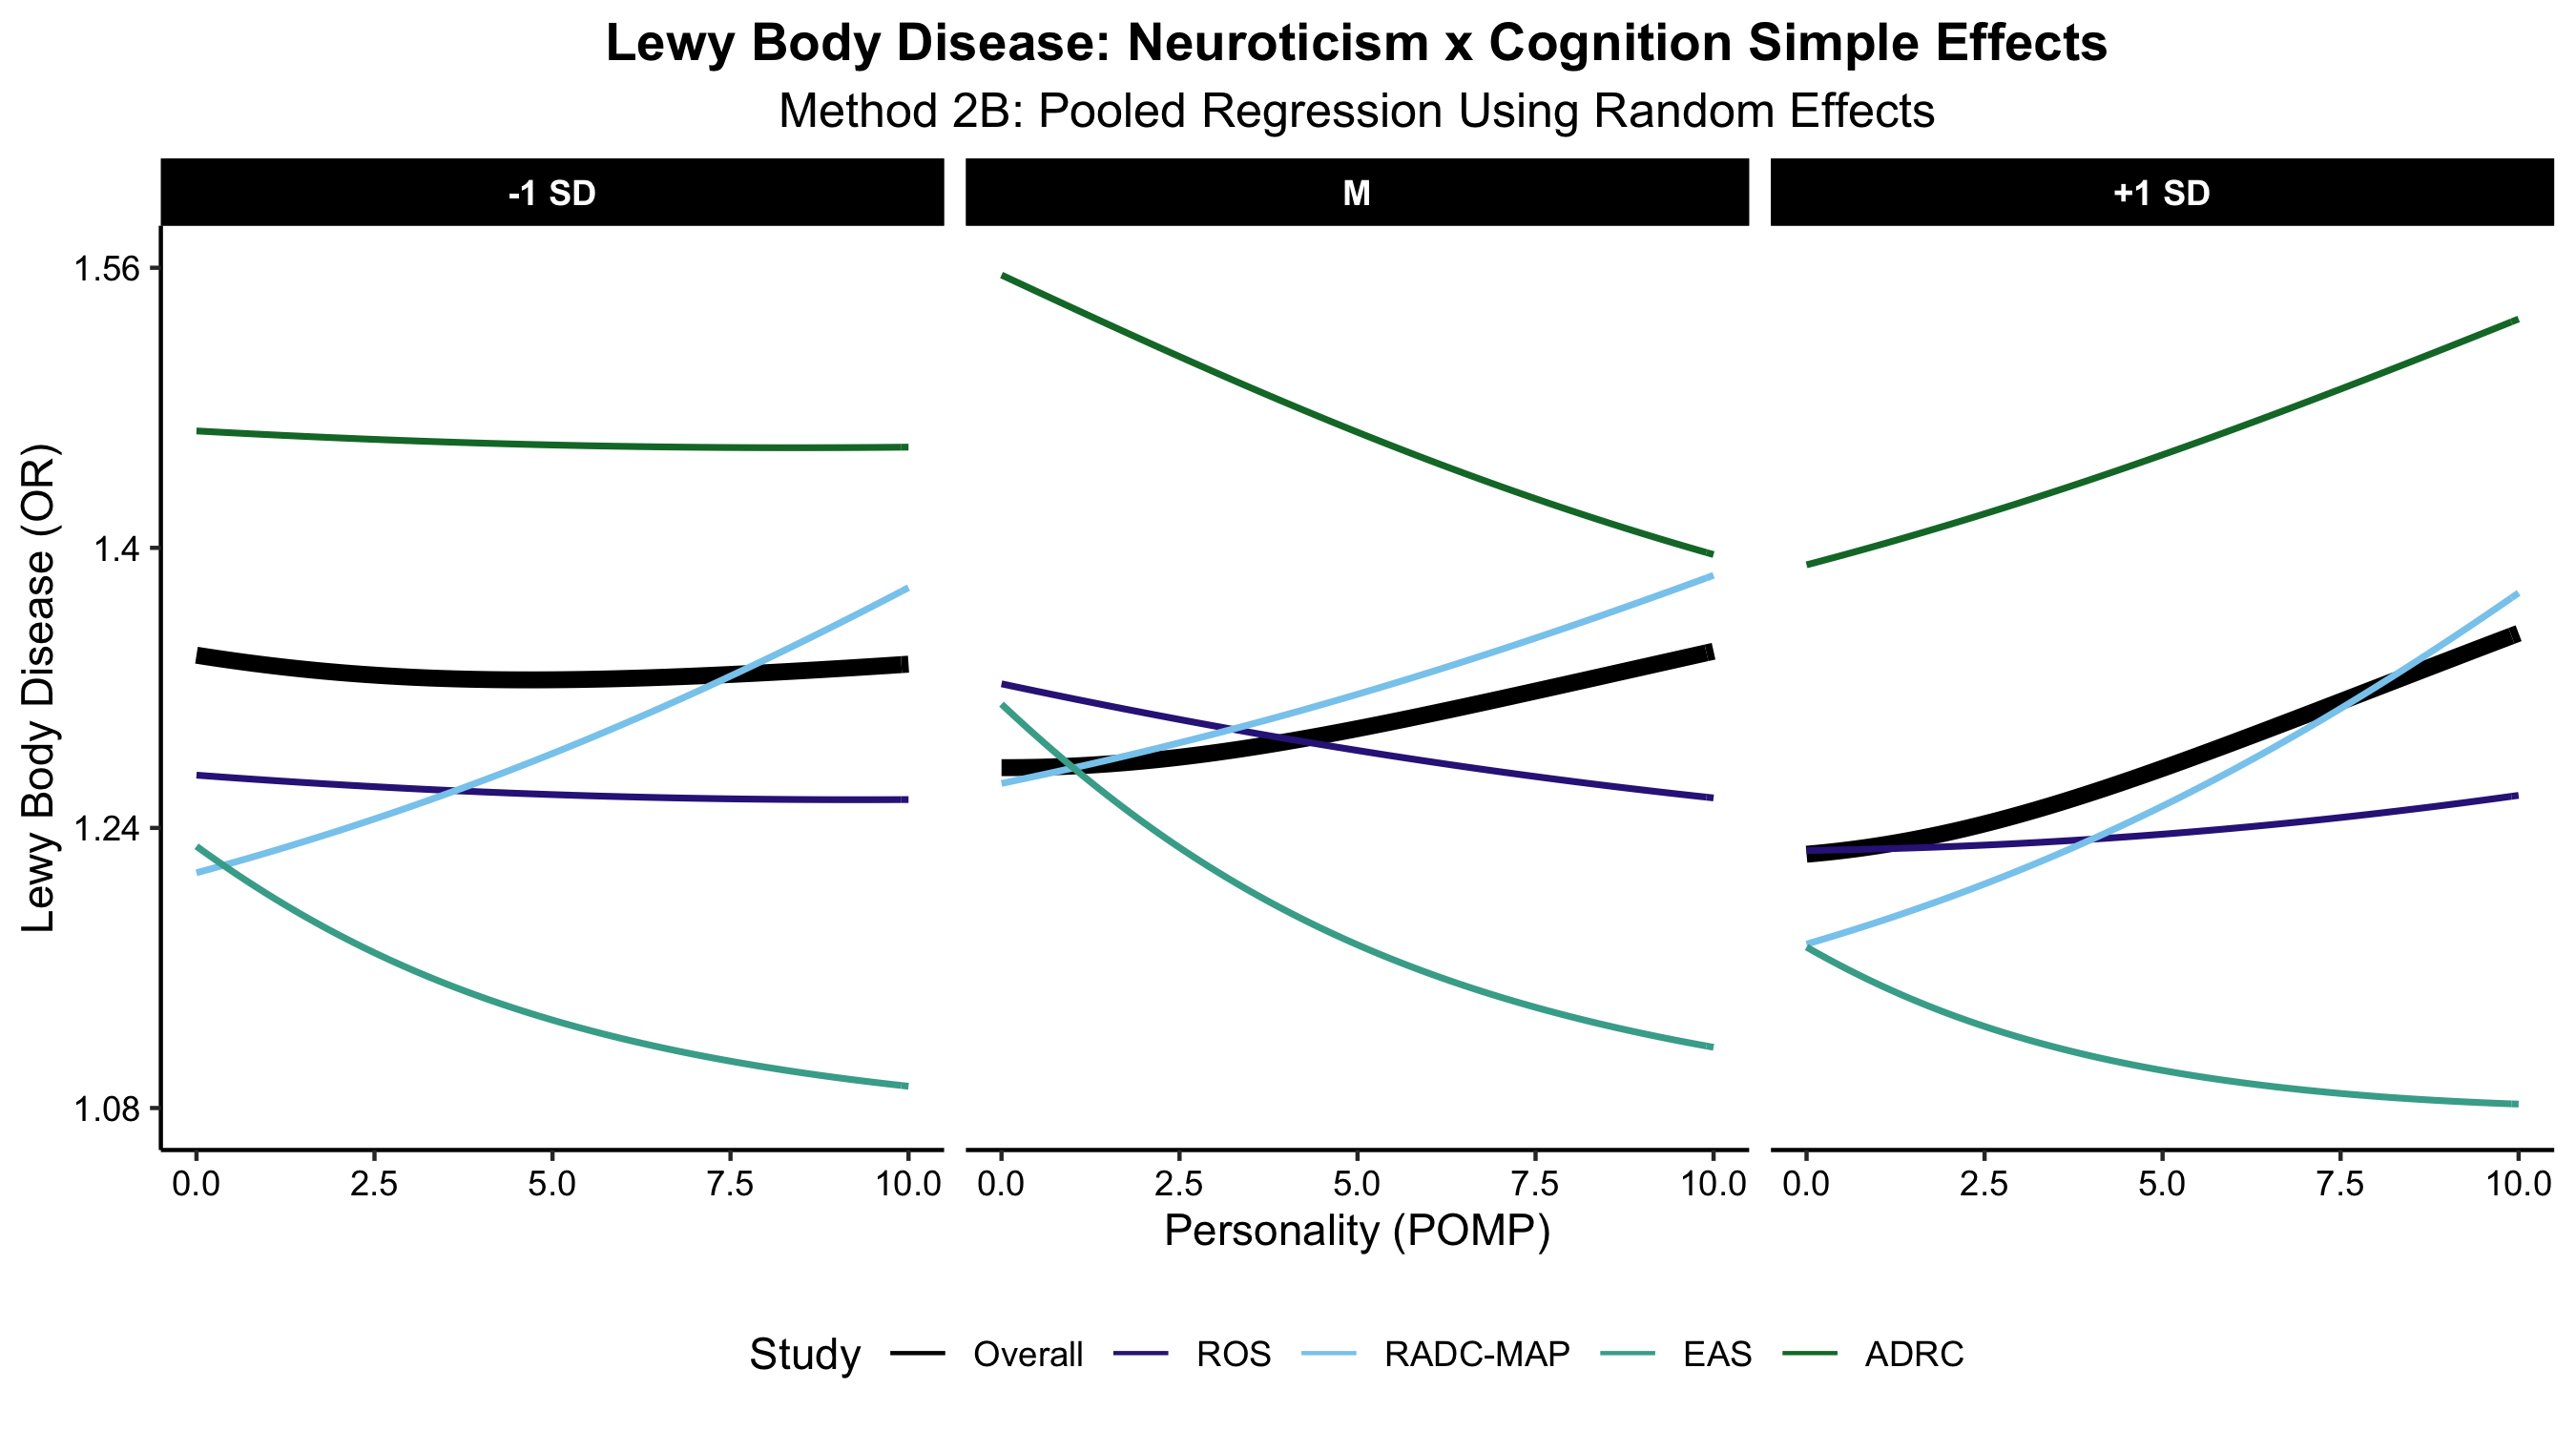 Lewy Body Disease: Neuroticism x Cognition Simple Effects
Method 2B: Pooled Regression Using Random Effects
-1 SD M +1 SD
Lewy Body Disease (OR)
1.56
1.4
1.24
1.08
0.0 2.5 5.0 7.5 10.0 0.0 2.5 5.0 7.5 10.0 0.0 2.5 5.0 7.5 10.0
Personality (POMP)
Study Overall ROS RADC-MAP EAS ADRC